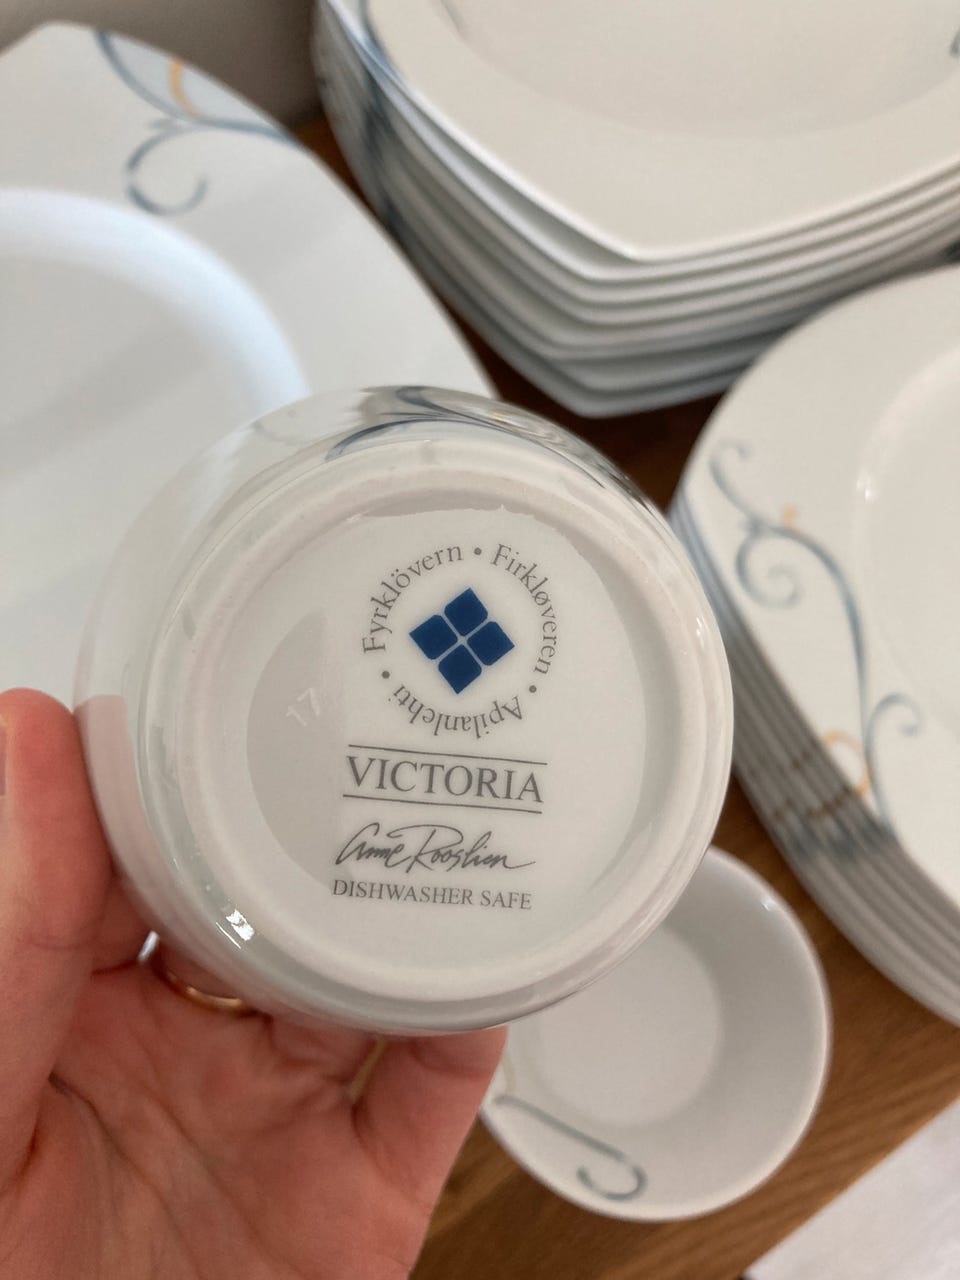 Fyrklövern • Firkløveren • Apilanlehti •
17
VICTORIA
Anne Rooslien
DISHWASHER SAFE